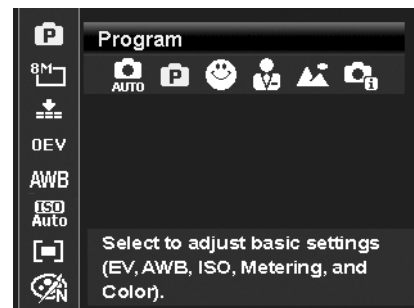 P
Program
8M
AUTO
P
i
0EV
AWB
ISO
Auto
N
Select to adjust basic settings
(EV, AWB, ISO, Metering, and
Color).